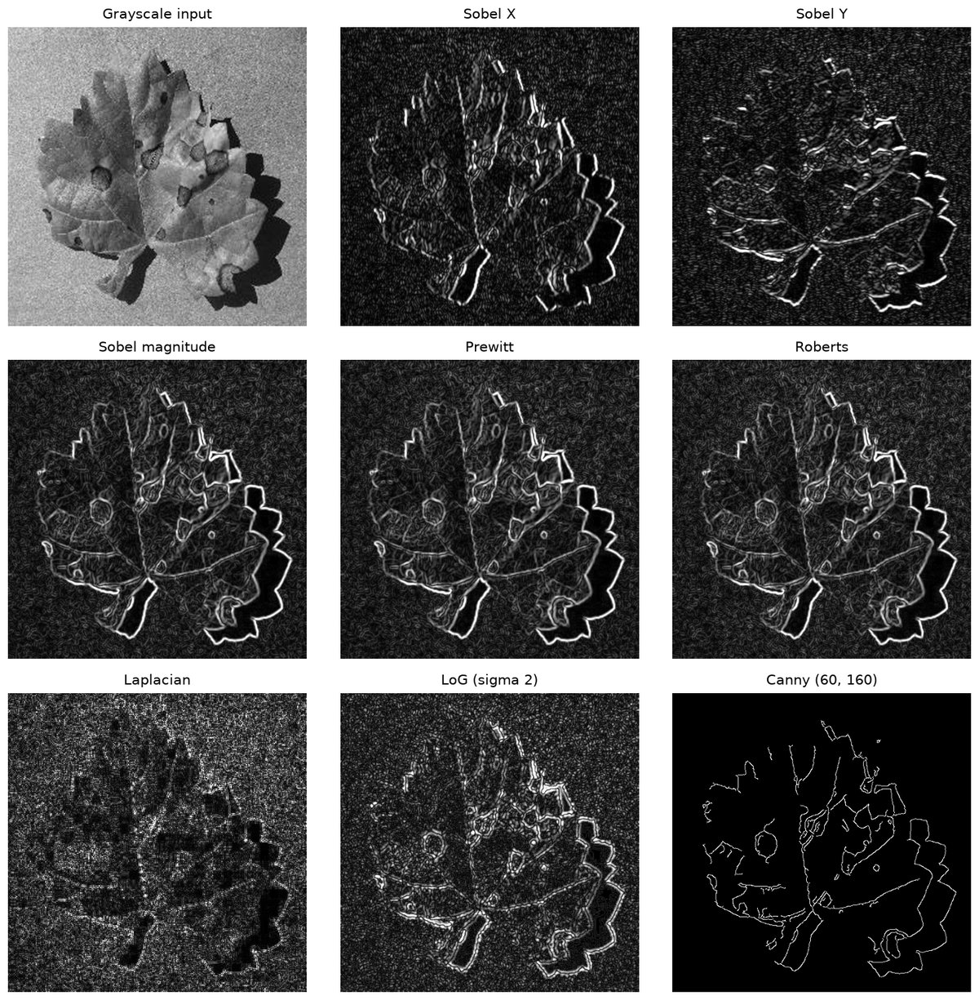 Grayscale input
Sobel X
Sobel Y
Sobel magnitude
Prewitt
Roberts
Laplacian
LoG (sigma 2)
Canny (60, 160)